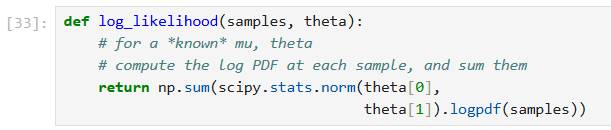 [33]: def log_likelihood(samples, theta):
# for a *known* mu, theta
# compute the log PDF at each sample, and sum them
return np.sum(scipy.stats.norm(theta[0],
theta[1]).logpdf(samples))